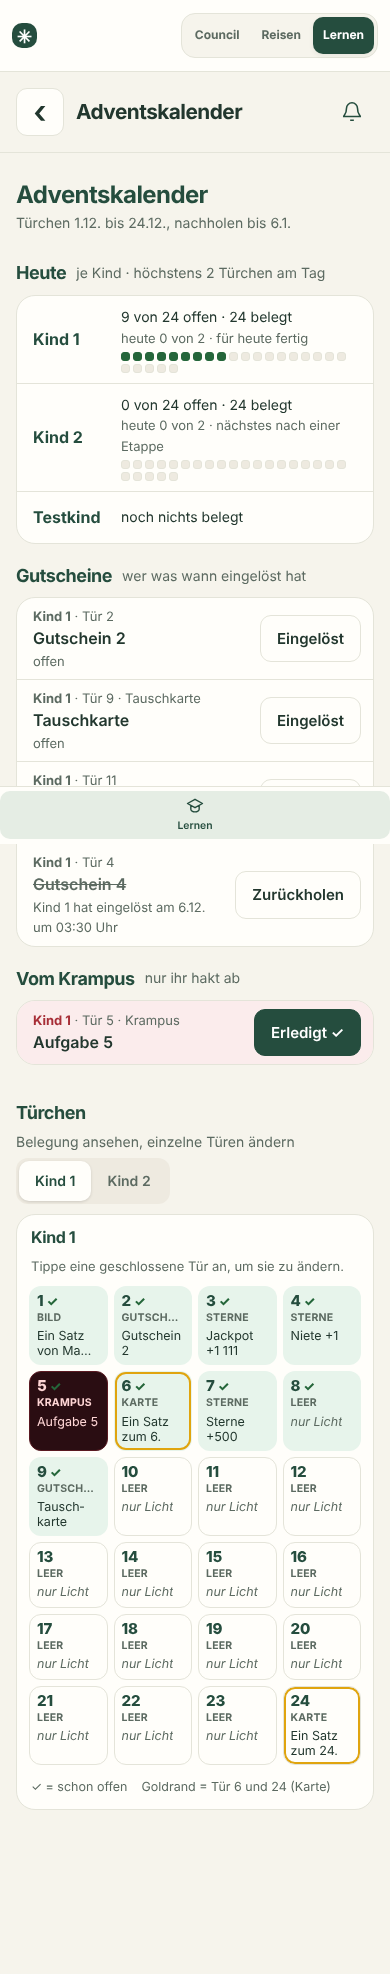 Council Reisen Lernen
Adventskalender
Adventskalender
Türchen 1.12. bis 24.12., nachholen bis 6.1.
Heute je Kind · höchstens 2 Türchen am Tag
Kind 1
9 von 24 offen · 24 belegt
heute 0 von 2 · für heute fertig
Kind 2
0 von 24 offen · 24 belegt
heute 0 von 2 · nächstes nach einer
Etappe
Testkind noch nichts belegt
Gutscheine wer was wann eingelöst hat
Kind 1 · Tür 2
Gutschein 2
offen
Eingelöst
Kind 1 · Tür 9 · Tauschkarte
Tauschkarte
offen
Eingelöst
Kind 1 · Tür 11
Lernen
Kind 1 · Tür 4
Gutschein 4
Kind 1 hat eingelöst am 6.12.
um 03:30 Uhr
Zurückholen
Vom Krampus nur ihr hakt ab
Kind 1 · Tür 5 · Krampus
Aufgabe 5
Erledigt ✓
Türchen
Belegung ansehen, einzelne Türen ändern
Kind 1 Kind 2
Kind 1
Tippe eine geschlossene Tür an, um sie zu ändern.
1 ✓
BILD
Ein Satz
von Ma...
2 ✓
GUTSCH...
Gutschein
2
3 ✓
STERNE
Jackpot
+1 111
4 ✓
STERNE
Niete +1
5 ✓
KRAMPUS
Aufgabe 5
6 ✓
KARTE
Ein Satz
zum 6.
7 ✓
STERNE
Sterne
+500
8 ✓
LEER
nur Licht
9 ✓
GUTSCH...
Tausch-
karte
10
LEER
nur Licht
11
LEER
nur Licht
12
LEER
nur Licht
13
LEER
nur Licht
14
LEER
nur Licht
15
LEER
nur Licht
16
LEER
nur Licht
17
LEER
nur Licht
18
LEER
nur Licht
19
LEER
nur Licht
20
LEER
nur Licht
21
LEER
nur Licht
22
LEER
nur Licht
23
LEER
nur Licht
24
KARTE
Ein Satz
zum 24.
✓ = schon offen Goldrand = Tür 6 und 24 (Karte)